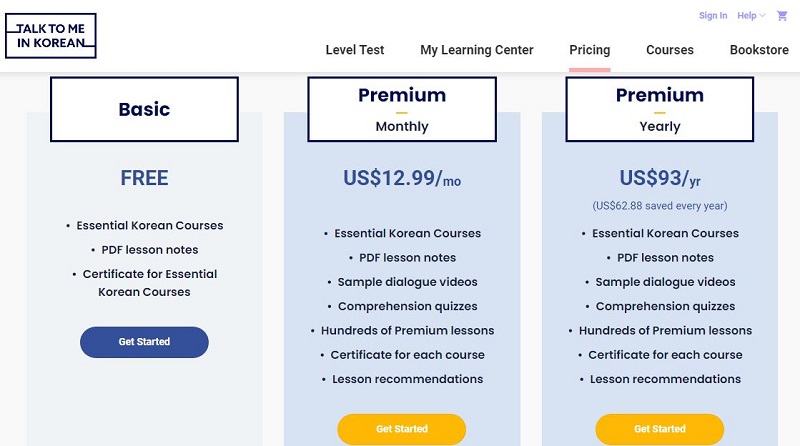 TALK TO ME
IN KOREAN
Sign In
Help
Level Test
My Learning Center
Pricing
Courses
Bookstore
Basic
FREE
• Essential Korean Courses
• PDF lesson notes
• Certificate for Essential
Korean Courses
Get Started
Premium
Monthly
US$12.99/mo
• Essential Korean Courses
• PDF lesson notes
• Sample dialogue videos
• Comprehension quizzes
• Hundreds of Premium lessons
• Certificate for each course
• Lesson recommendations
Get Started
Premium
Yearly
US$93/yr
(US$62.88 saved every year)
• Essential Korean Courses
• PDF lesson notes
• Sample dialogue videos
• Comprehension quizzes
• Hundreds of Premium lessons
• Certificate for each course
• Lesson recommendations
Get Started